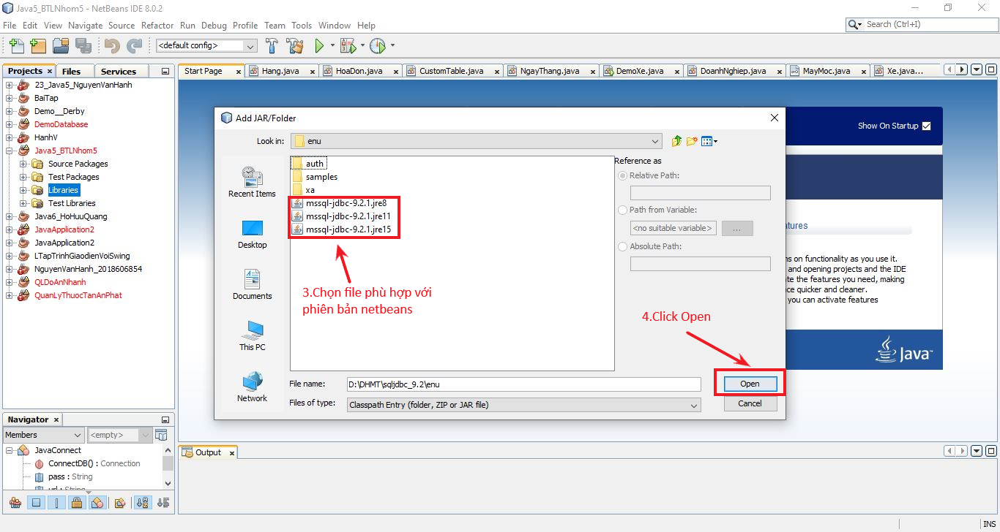 Java5_BTLNhom5 - NetBeans IDE 8.0.2
File Edit View Navigate Source Refactor Run Debug Profile Team Tools Window Help
Search (Ctrl+I)
<default config>
Projects Files Services
23_Java5_NguyenVanHanh
BaiTap
Demo__Derby
DemoDatabase
HanhV
Java5_BTLNhom5
Source Packages
Test Packages
Libraries
Test Libraries
Java6_HoHuuQuang
JavaApplication2
JavaApplication2
LTapTrinhGiaodienVoiSwing
NguyenVanHanh_2018606854
QLDoAnNhanh
QuanLyThuocTanAnPhat
Start Page Hang.java HoaDon.java CustomTable.java NgayThang.java DemoXe.java DoanhNghiep.java MayMoc.java Xe.java...
Show On Startup
Add JAR/Folder
Look in: enu
Recent Items
Desktop
Documents
This PC
Network
auth
samples
xa
mssql-jdbc-9.2.1.jre8
mssql-jdbc-9.2.1.jre11
mssql-jdbc-9.2.1.jre15
3.Chọn file phù hợp với
phiên bản netbeans
Reference as
Relative Path:
Path from Variable:
<no suitable variable> ...
Absolute Path:
4.Click Open
File name: D:\DHMT\sqljdbc_9.2\enu
Open
Files of type: Classpath Entry (folder, ZIP or JAR file)
Cancel
atures
ns on functionality as you use it.
and opening projects and the IDE
te the features you need, making
ce quicker and cleaner.
you can activate features
Java
Navigator
Members <empty>
JavaConnect
ConnectDB() : Connection
pass : String
url : String
Output
INS